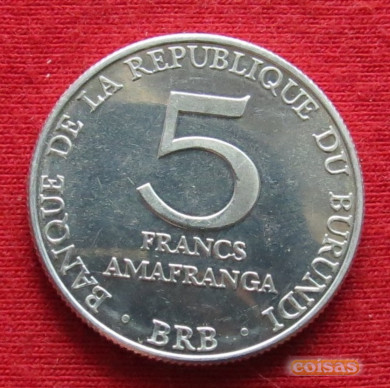 BANQUE DE LA REPUBLIQUE DU BURUNDI
5
FRANCS
AMAFRANGA
• BRB •
coisas